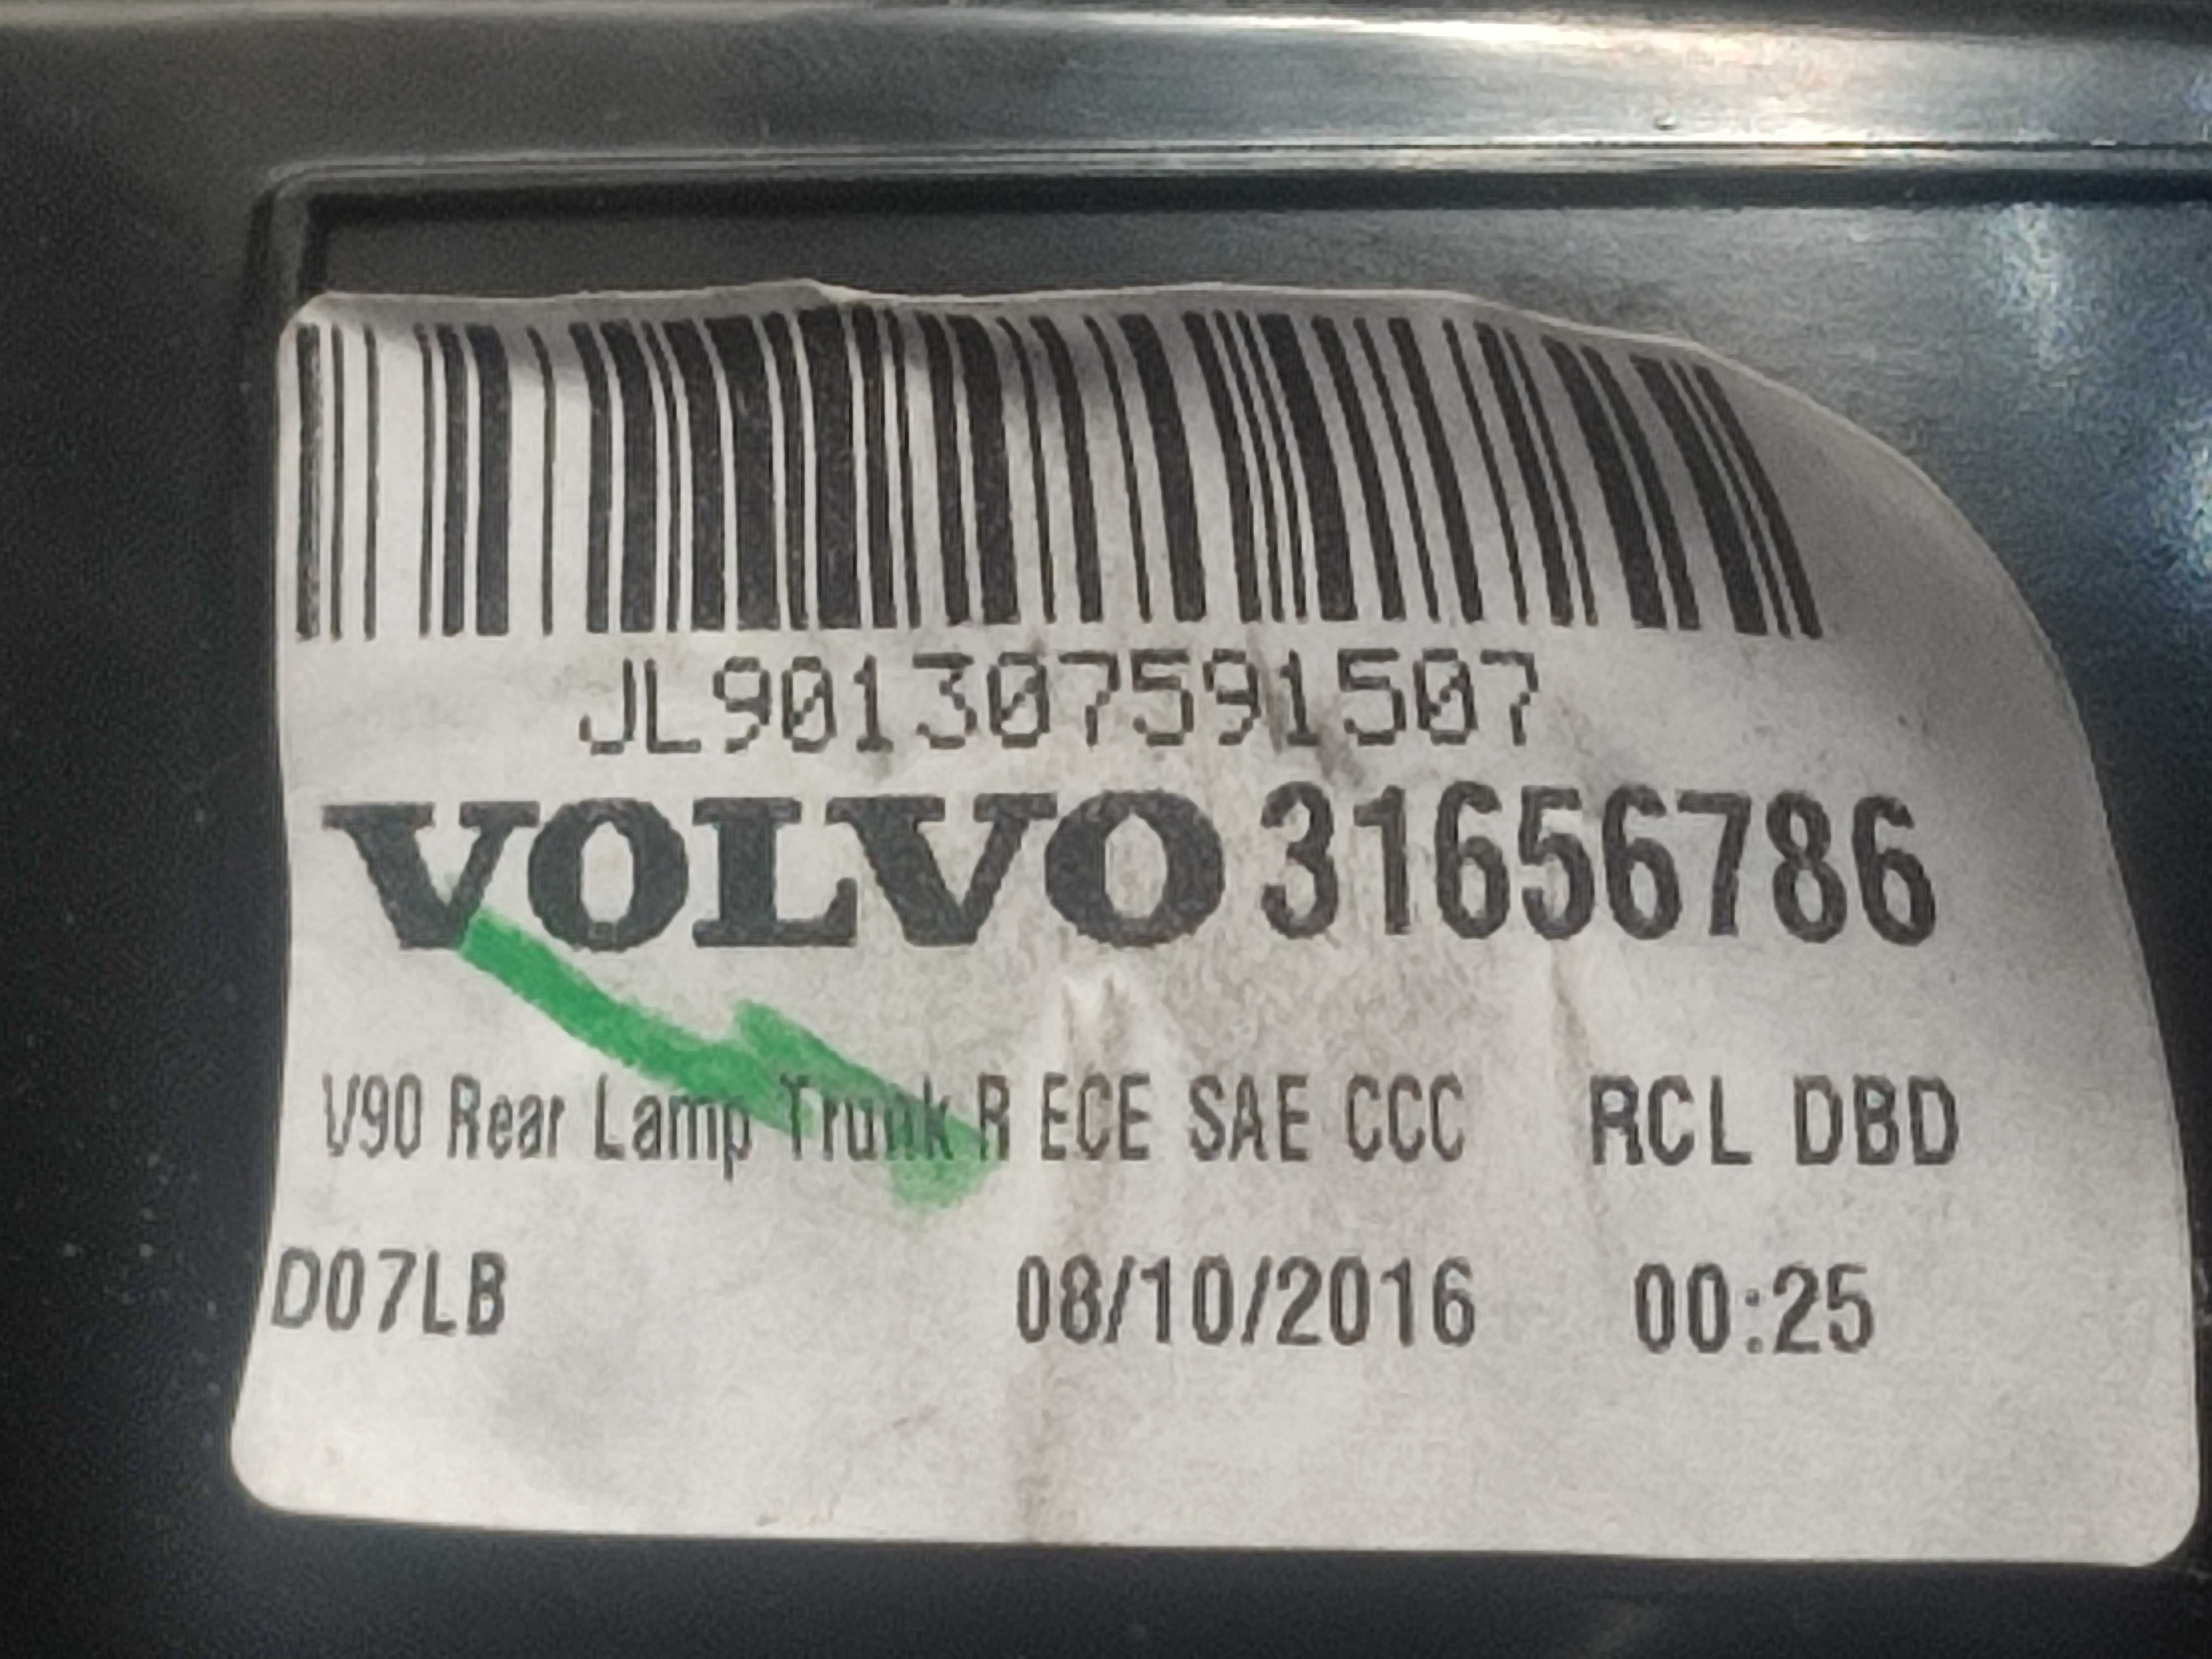 JL901307591507
VOLVO 31656786
V90 Rear Lamp Trunk R ECE SAE CCC RCL DBD
D07LB 08/10/2016 00:25